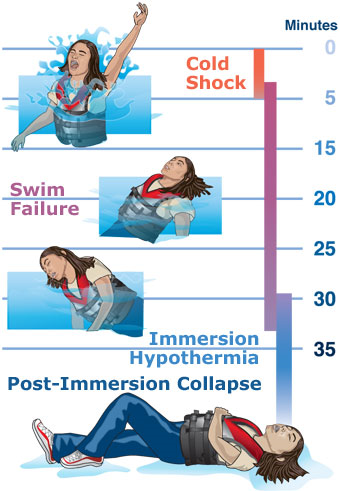 Minutes
0
Cold
Shock
5
15
Swim
Failure
20
25
30
Immersion
Hypothermia
35
Post-Immersion Collapse